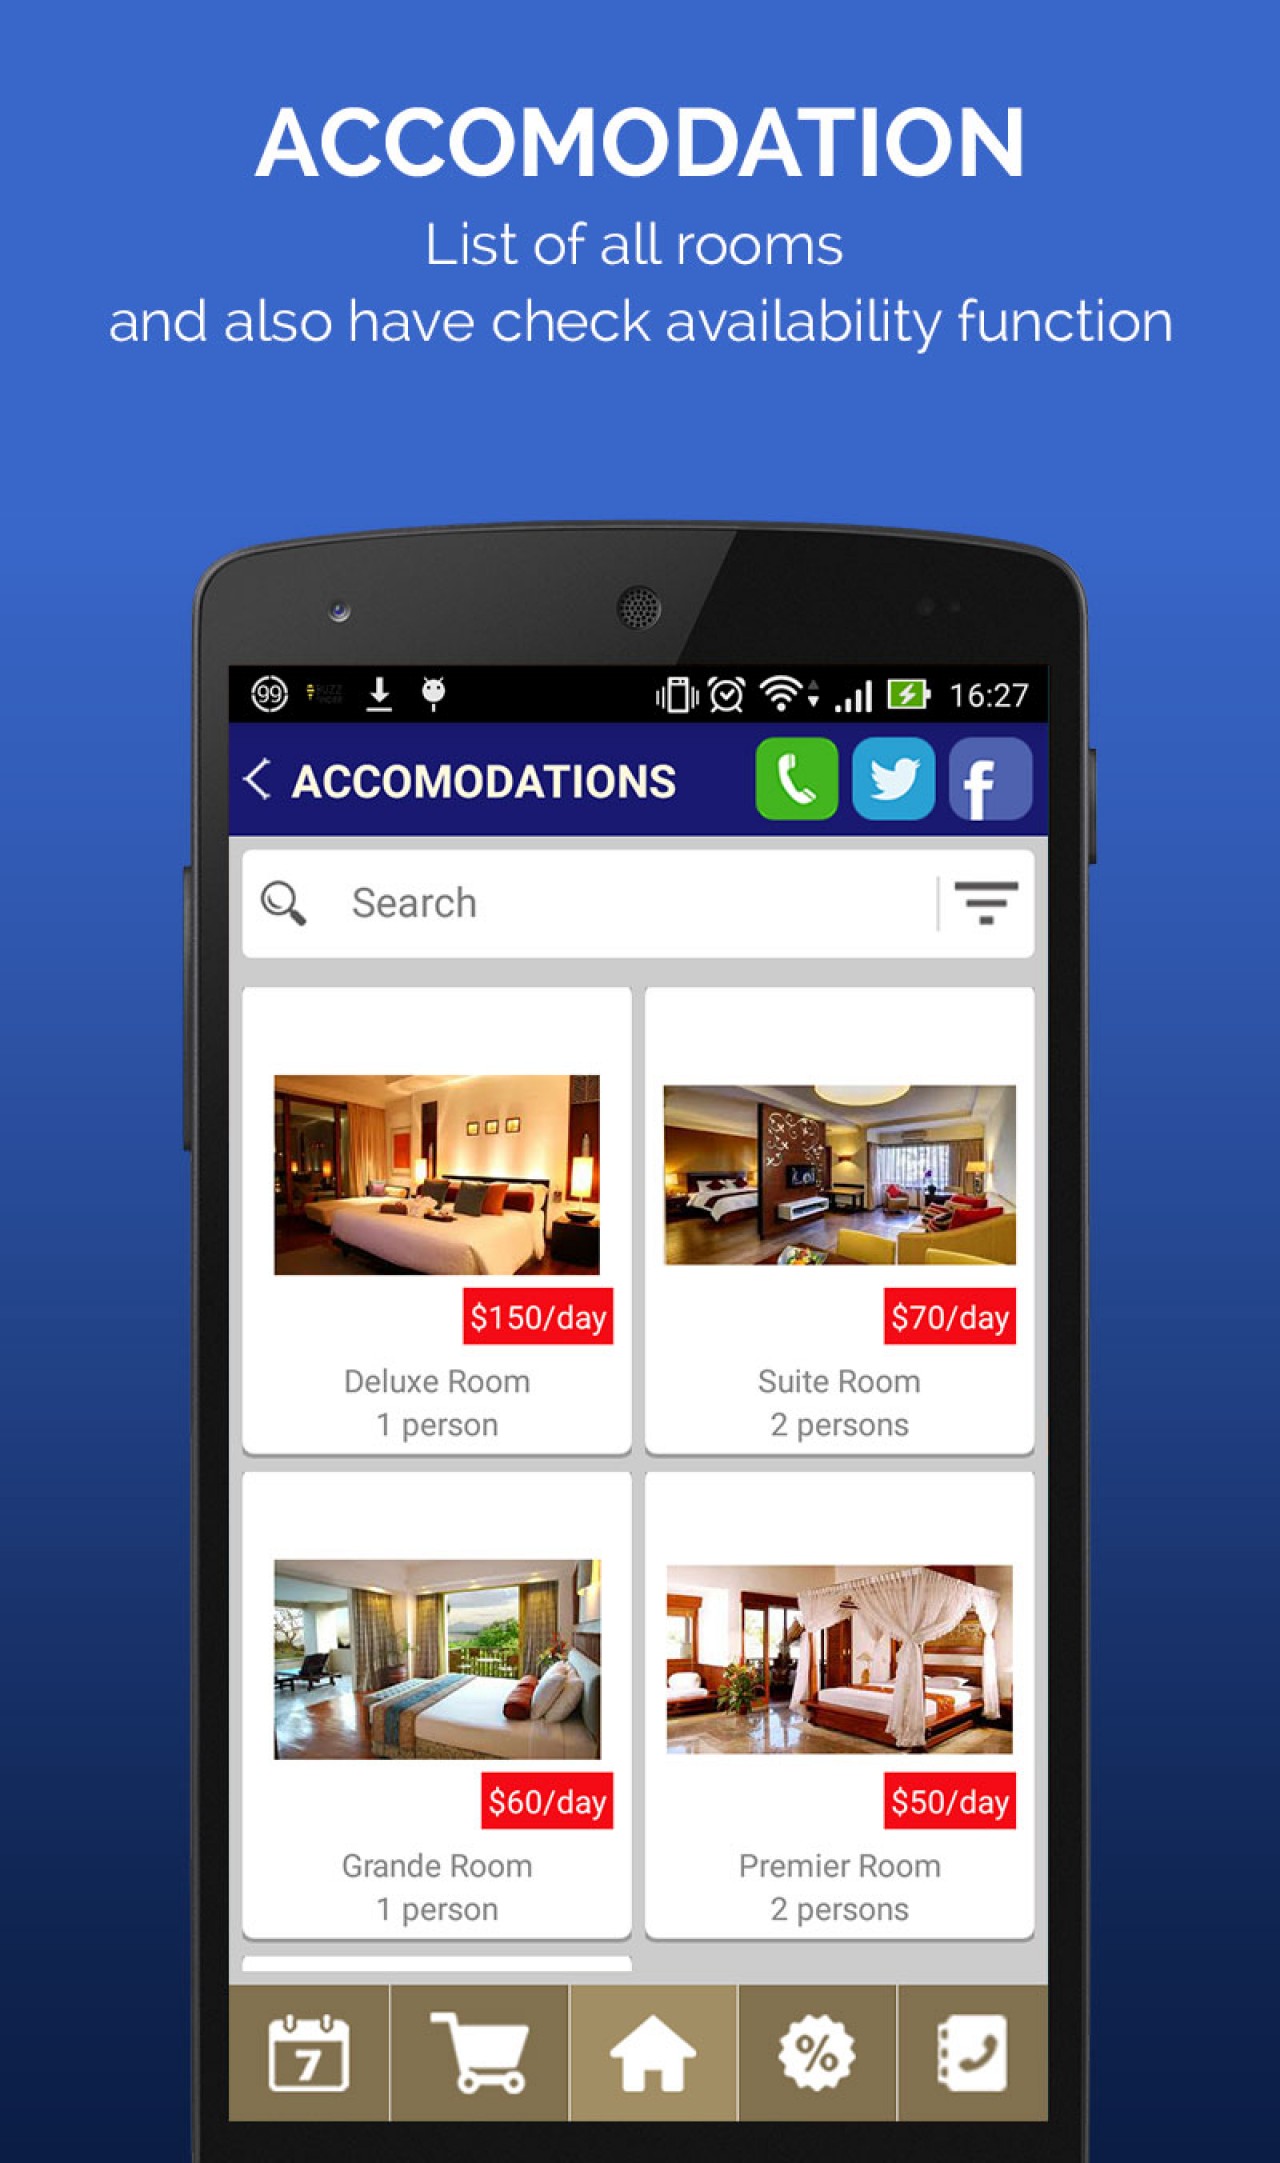 ACCOMODATION
List of all rooms
and also have check availability function
99
16:27
ACCOMODATIONS
Search
$150/day
$70/day
Deluxe Room
Suite Room
1 person
2 persons
$60/day
$50/day
Grande Room
Premier Room
1 person
2 persons
7
%